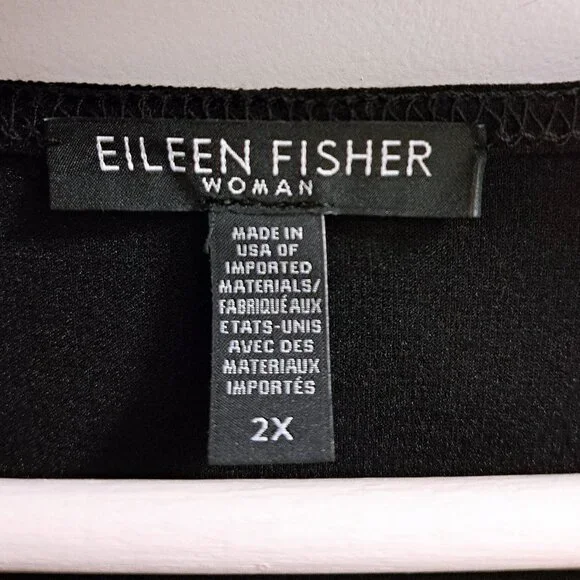 EILEEN FISHER
WOMAN
MADE IN
USA OF
IMPORTED
MATERIALS/
FABRIQUÉ AUX
ETATS-UNIS
AVEC DES
MATERIAUX
IMPORTÉS
2X